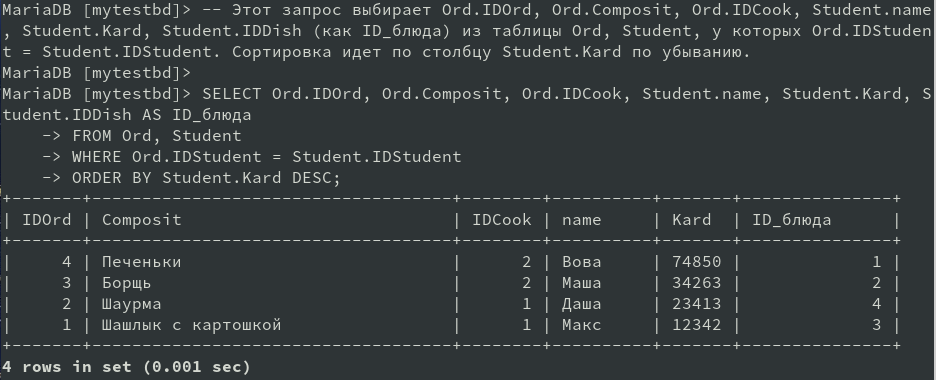 MariaDB [mytestbd]> -- Этот запрос выбирает Ord.IDOrd, Ord.Composit, Ord.IDCook, Student.name
, Student.Kard, Student.IDDish (как ID_блюда) из таблицы Ord, Student, у которых Ord.IDStuden
t = Student.IDStudent. Сортировка идет по столбцу Student.Kard по убыванию.
MariaDB [mytestbd]>
MariaDB [mytestbd]> SELECT Ord.IDOrd, Ord.Composit, Ord.IDCook, Student.name, Student.Kard, S
tudent.IDDish AS ID_блюда
    -> FROM Ord, Student
    -> WHERE Ord.IDStudent = Student.IDStudent
    -> ORDER BY Student.Kard DESC;
+-------+------------------------------------+--------+----------+-------+---------------+
| IDOrd | Composit                           | IDCook | name     | Kard  | ID_блюда      |
+-------+------------------------------------+--------+----------+-------+---------------+
|     4 | Печеньки                           |      2 | Вова     | 74850 |             1 |
|     3 | Борщь                              |      2 | Маша     | 34263 |             2 |
|     2 | Шаурма                             |      1 | Даша     | 23413 |             4 |
|     1 | Шашлык с картошкой                 |      1 | Макс     | 12342 |             3 |
+-------+------------------------------------+--------+----------+-------+---------------+
4 rows in set (0.001 sec)